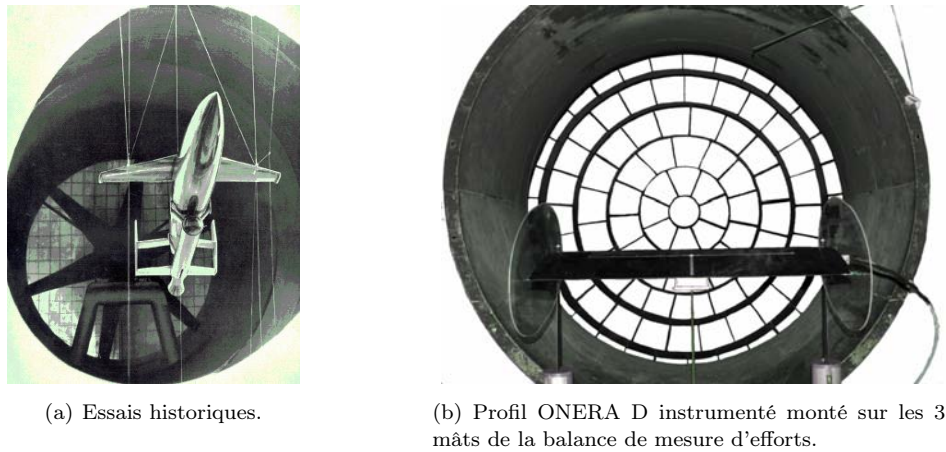 (a) Essais historiques.
(b) Profil ONERA D instrumenté monté sur les 3
mâts de la balance de mesure d'efforts.